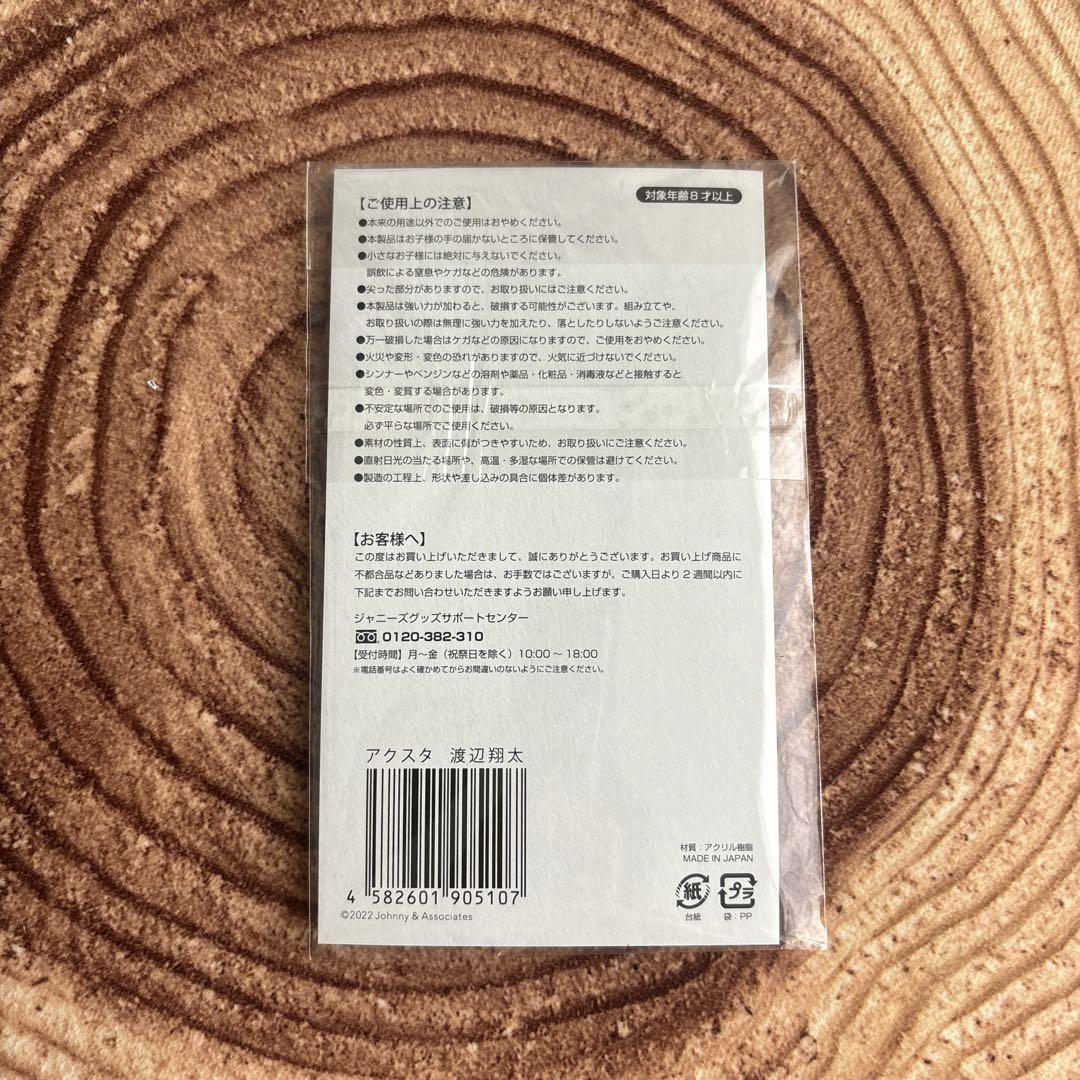 【ご使用上の注意】
対象年齢8才以上
●本来の用途以外でのご使用はおやめください。
●本製品はお子様の手の届かないところに保管してください。
●小さなお子様には絶対に与えないでください。
誤飲による窒息やケガなどの危険があります。
●尖った部分がありますので、お取り扱いにはご注意ください。
●本製品は強い力が加わると、破損する可能性がございます。組み立てや、
お取り扱いの際は無理に強い力を加えたり、落としたりしないようご注意ください。
●万一破損した場合はケガなどの原因になりますので、ご使用をおやめください。
●火災や変形・変色の恐れがありますので、火気に近づけないでください。
●シンナーやベンジンなどの溶剤や薬品・化粧品・消毒液などと接触すると
変色・変質する場合があります。
●不安定な場所でのご使用は、破損等の原因となります。
必ず平らな場所でご使用ください。
●素材の性質上、表面に傷がつきやすいため、お取り扱いにご注意ください。
●直射日光の当たる場所や、高温・多湿な場所での保管は避けてください。
●製造の工程上、形状や差し込みの具合に個体差があります。
【お客様へ】
この度はお買い上げいただきまして、誠にありがとうございます。お買い上げ商品に
不都合品などありました場合は、お手数ではございますが、ご購入日より2週間以内に
下記までお問い合わせいただきますようお願い申し上げます。
ジャニーズグッズサポートセンター
0120-382-310
【受付時間】月～金（祝祭日を除く）10:00～18:00
※電話番号はよく確かめてからお間違いのないようにご注意ください。
アクスタ 渡辺翔太
4 582601 905107
©2022 Johnny & Associates
材質：アクリル樹脂
MADE IN JAPAN
紙 プラ
台紙 袋：PP